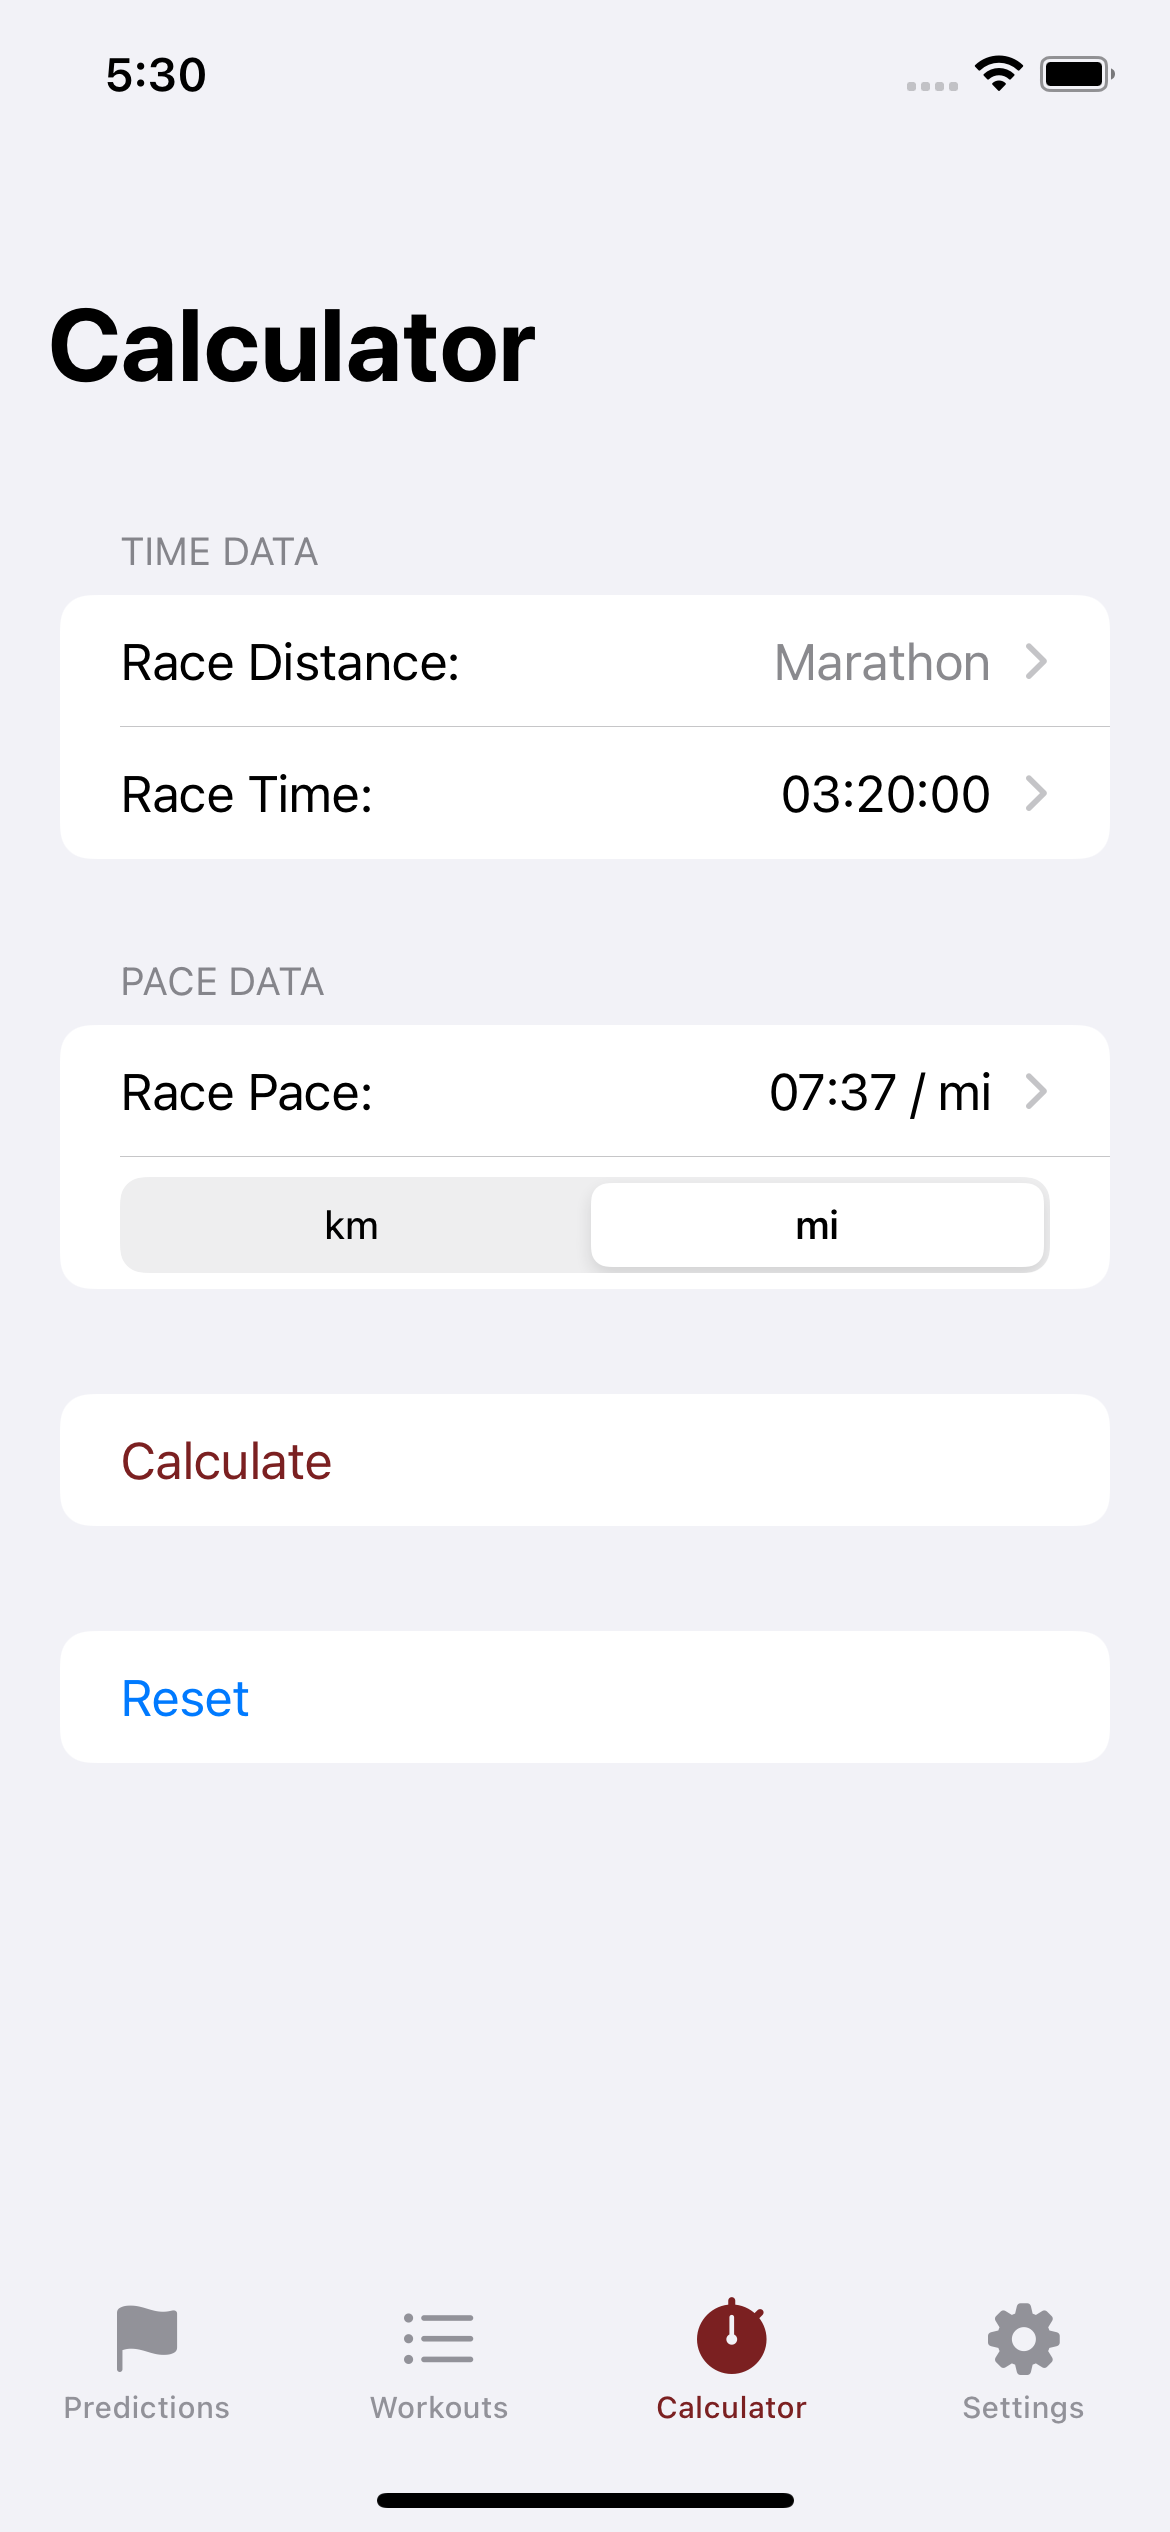 5:30
Calculator
TIME DATA
Race Distance: Marathon
Race Time: 03:20:00
PACE DATA
Race Pace: 07:37 / mi
km mi
Calculate
Reset
Predictions Workouts Calculator Settings